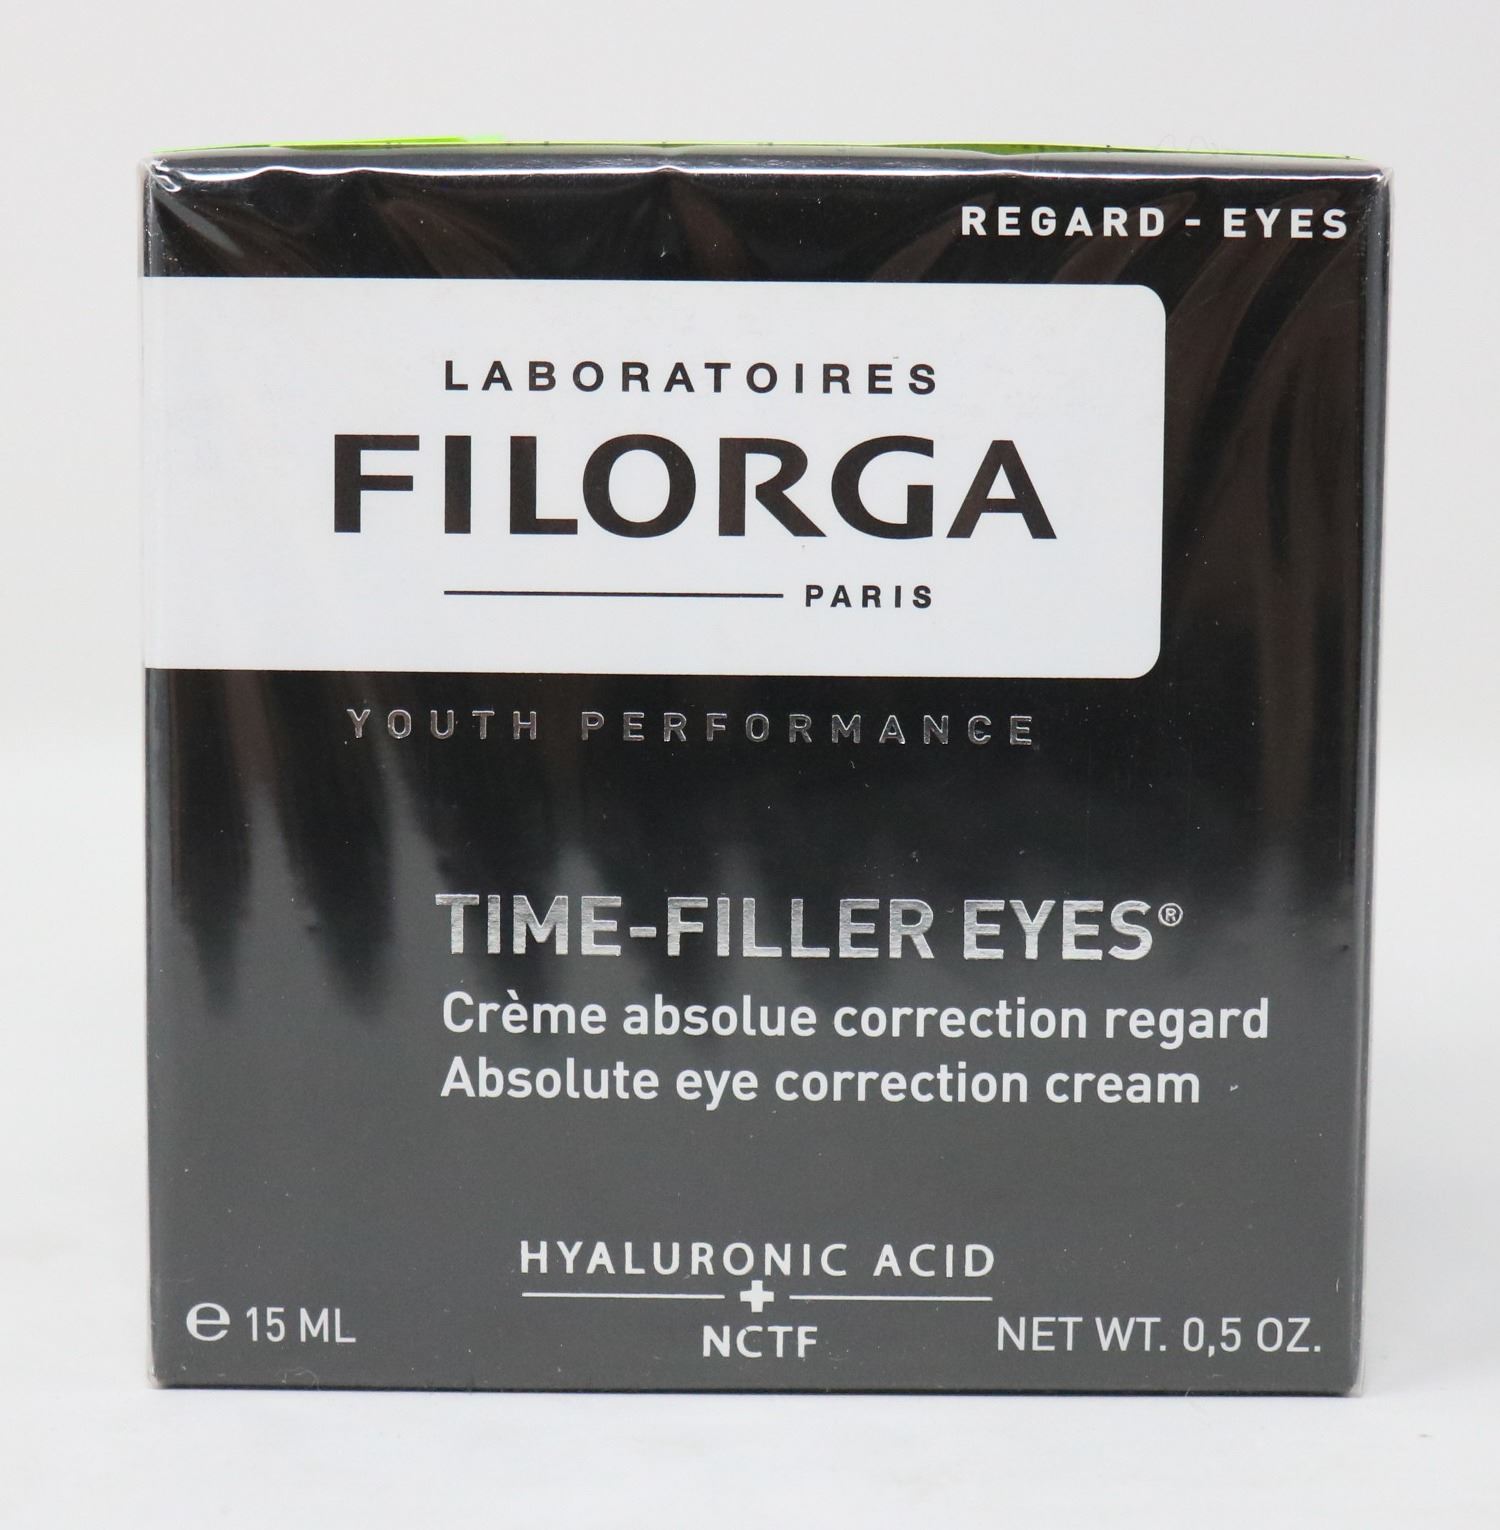 REGARD - EYES
LABORATOIRES
FILORGA
PARIS
YOUTH PERFORMANCE
TIME-FILLER EYES®
Crème absolue correction regard
Absolute eye correction cream
HYALURONIC ACID
+
NCTF
℮ 15 ML
NET WT. 0,5 OZ.